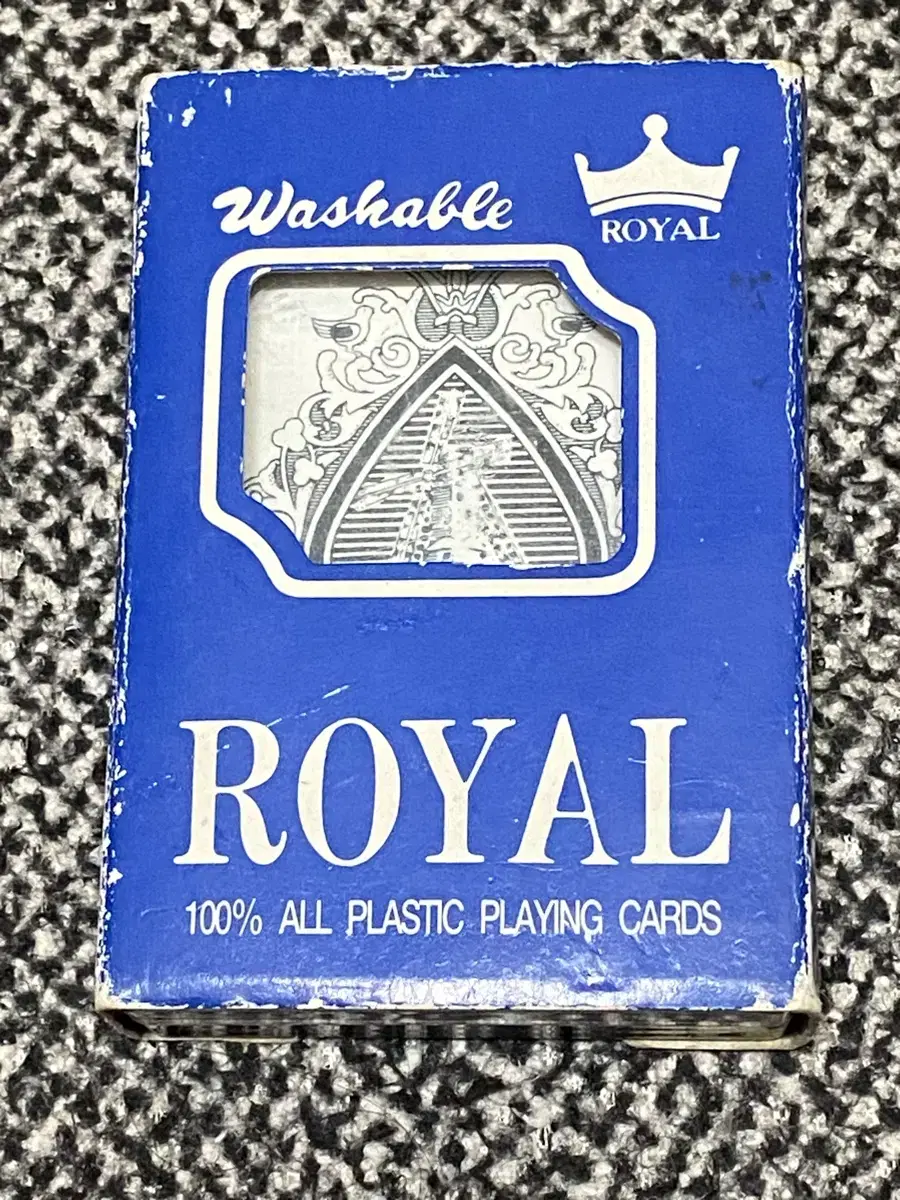 Washable
ROYAL
ROYAL
100% ALL PLASTIC PLAYING CARDS